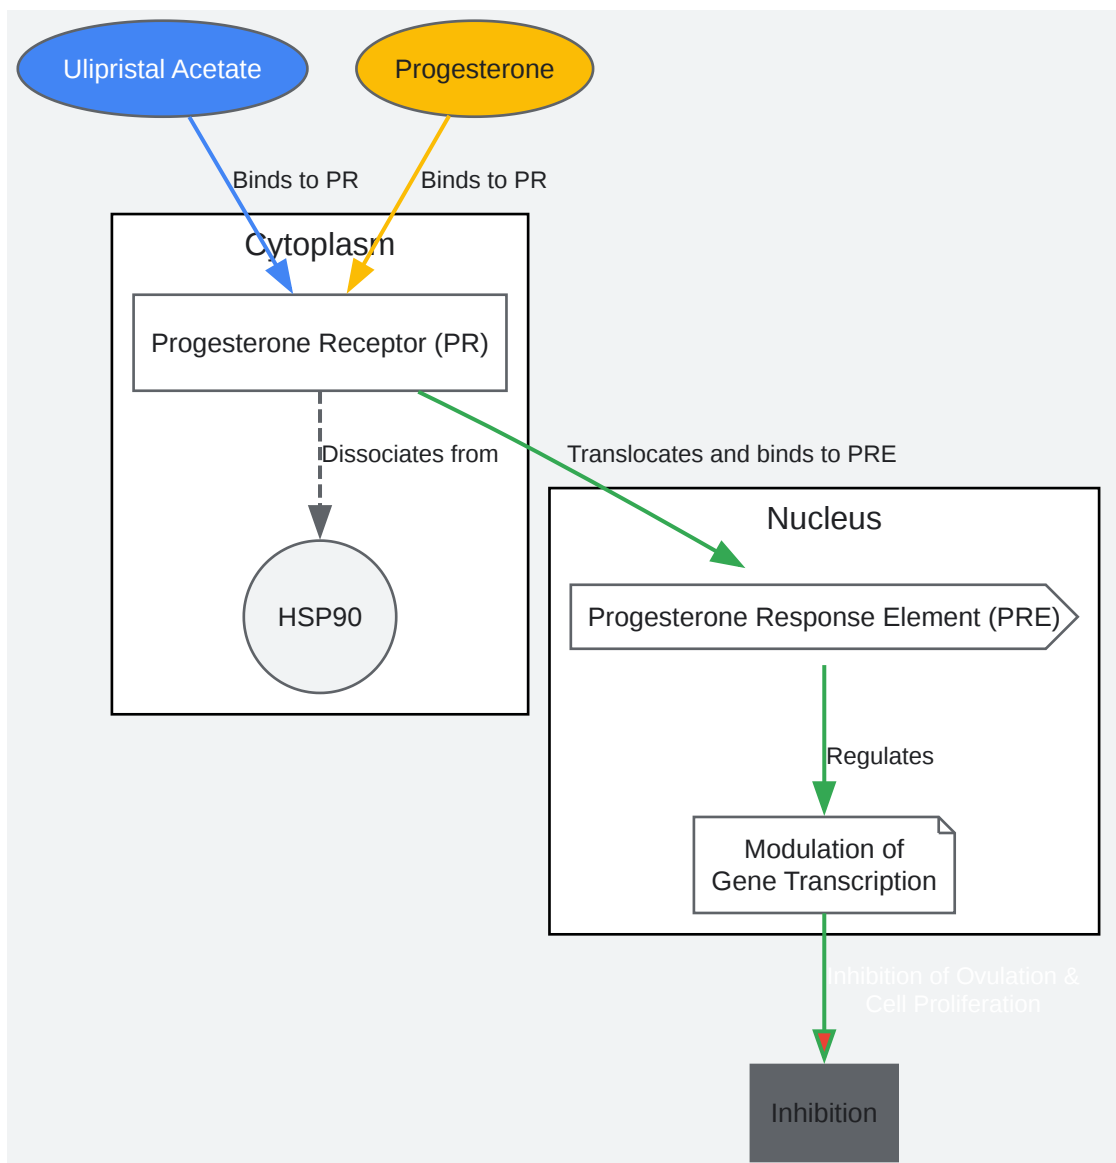 Ulipristal Acetate
Progesterone
Binds to PR
Binds to PR
Cytoplasm
Progesterone Receptor (PR)
Dissociates from
Translocates and binds to PRE
Nucleus
HSP90
Progesterone Response Element (PRE)
Regulates
Modulation of
Gene Transcription
Inhibition of Ovulation &
Cell Proliferation
Inhibition